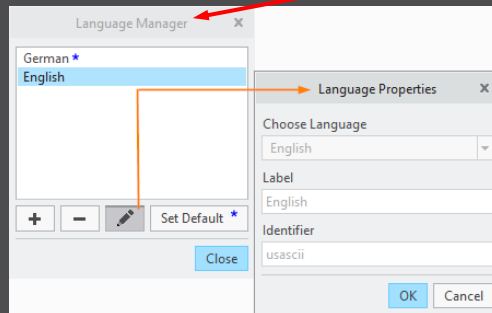 Language Manager
German *
English
Set Default *
Close
Language Properties
Choose Language
English
Label
English
Identifier
usascii
OK Cancel